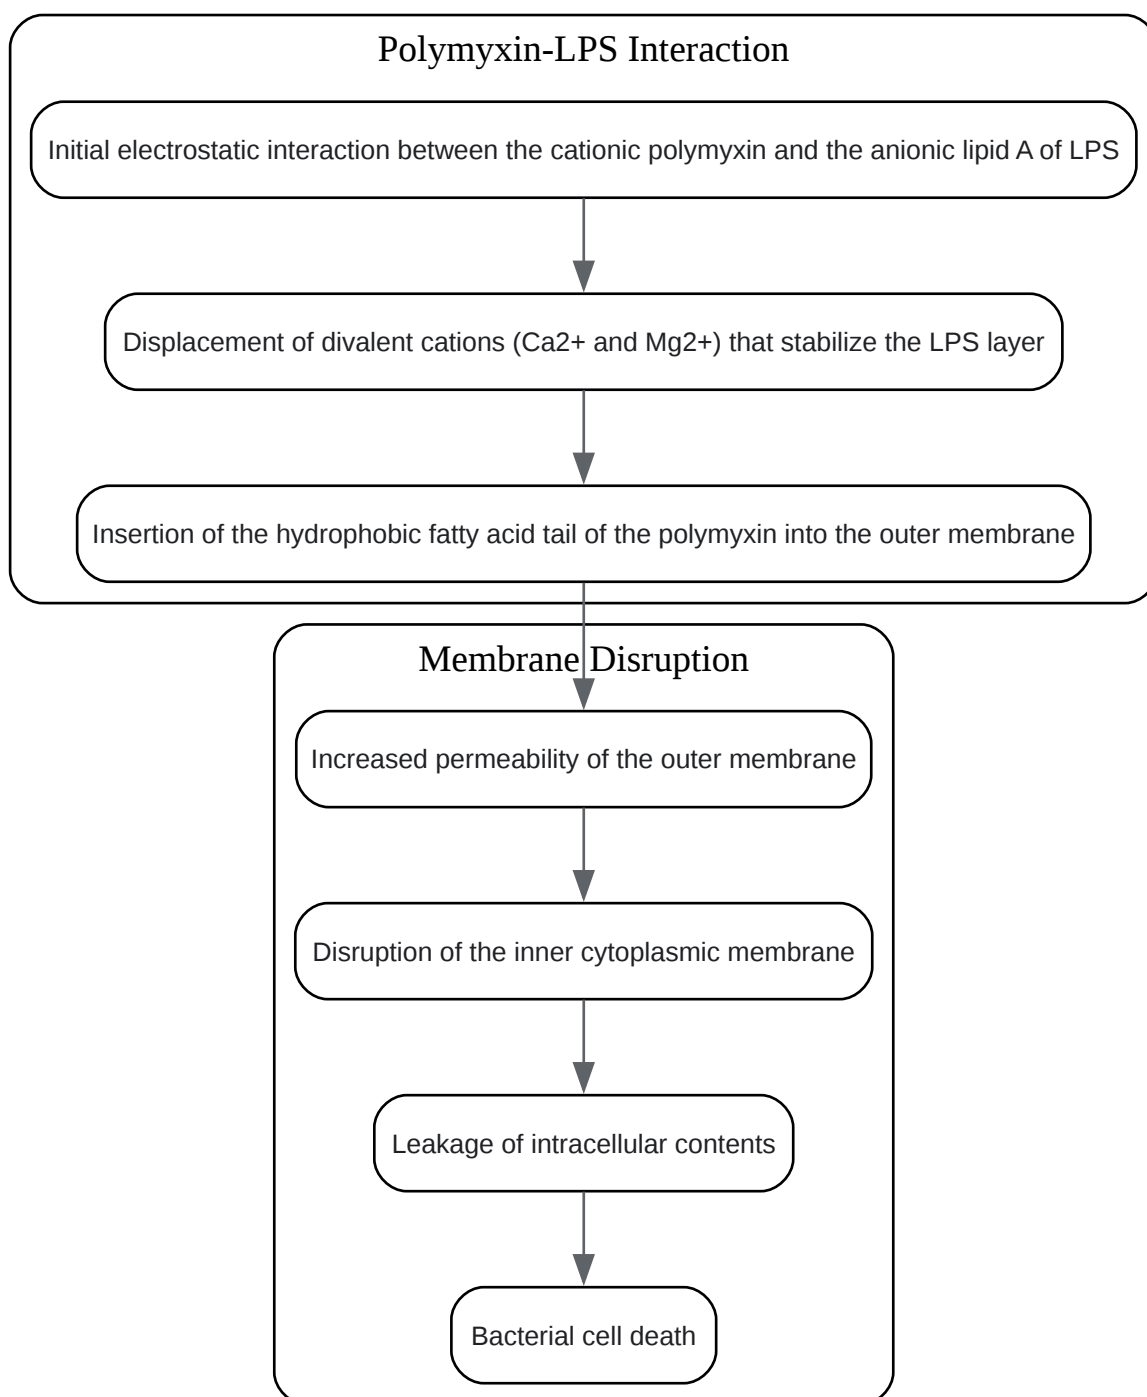 Polymyxin-LPS Interaction
Initial electrostatic interaction between the cationic polymyxin and the anionic lipid A of LPS
Displacement of divalent cations (Ca2+ and Mg2+) that stabilize the LPS layer
Insertion of the hydrophobic fatty acid tail of the polymyxin into the outer membrane
Membrane Disruption
Increased permeability of the outer membrane
Disruption of the inner cytoplasmic membrane
Leakage of intracellular contents
Bacterial cell death